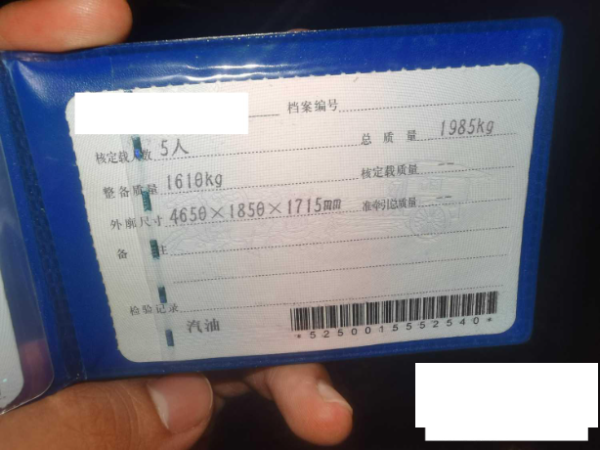 档案编号
核定载人数 5人 总质量 1985kg
整备质量 1610kg 核定载质量
外廓尺寸 4650×1850×1715mm 准牵引总质量
备注
检验记录
汽油
*5250015552540*